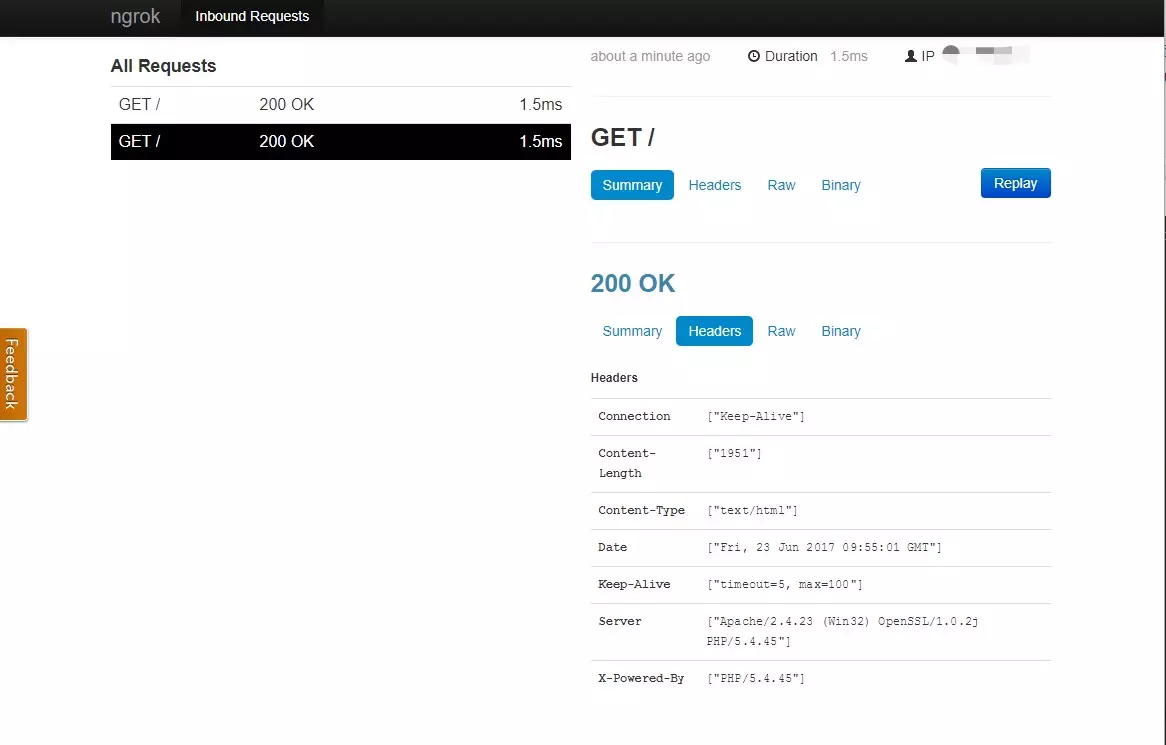 ngrok Inbound Requests
All Requests
GET / 200 OK 1.5ms
GET / 200 OK 1.5ms
Feedback
about a minute ago Duration 1.5ms IP
GET /
Summary Headers Raw Binary Replay
200 OK
Summary Headers Raw Binary
Headers
Connection ["Keep-Alive"]
Content-
Length ["1951"]
Content-Type ["text/html"]
Date ["Fri, 23 Jun 2017 09:55:01 GMT"]
Keep-Alive ["timeout=5, max=100"]
Server ["Apache/2.4.23 (Win32) OpenSSL/1.0.2j
PHP/5.4.45"]
X-Powered-By ["PHP/5.4.45"]